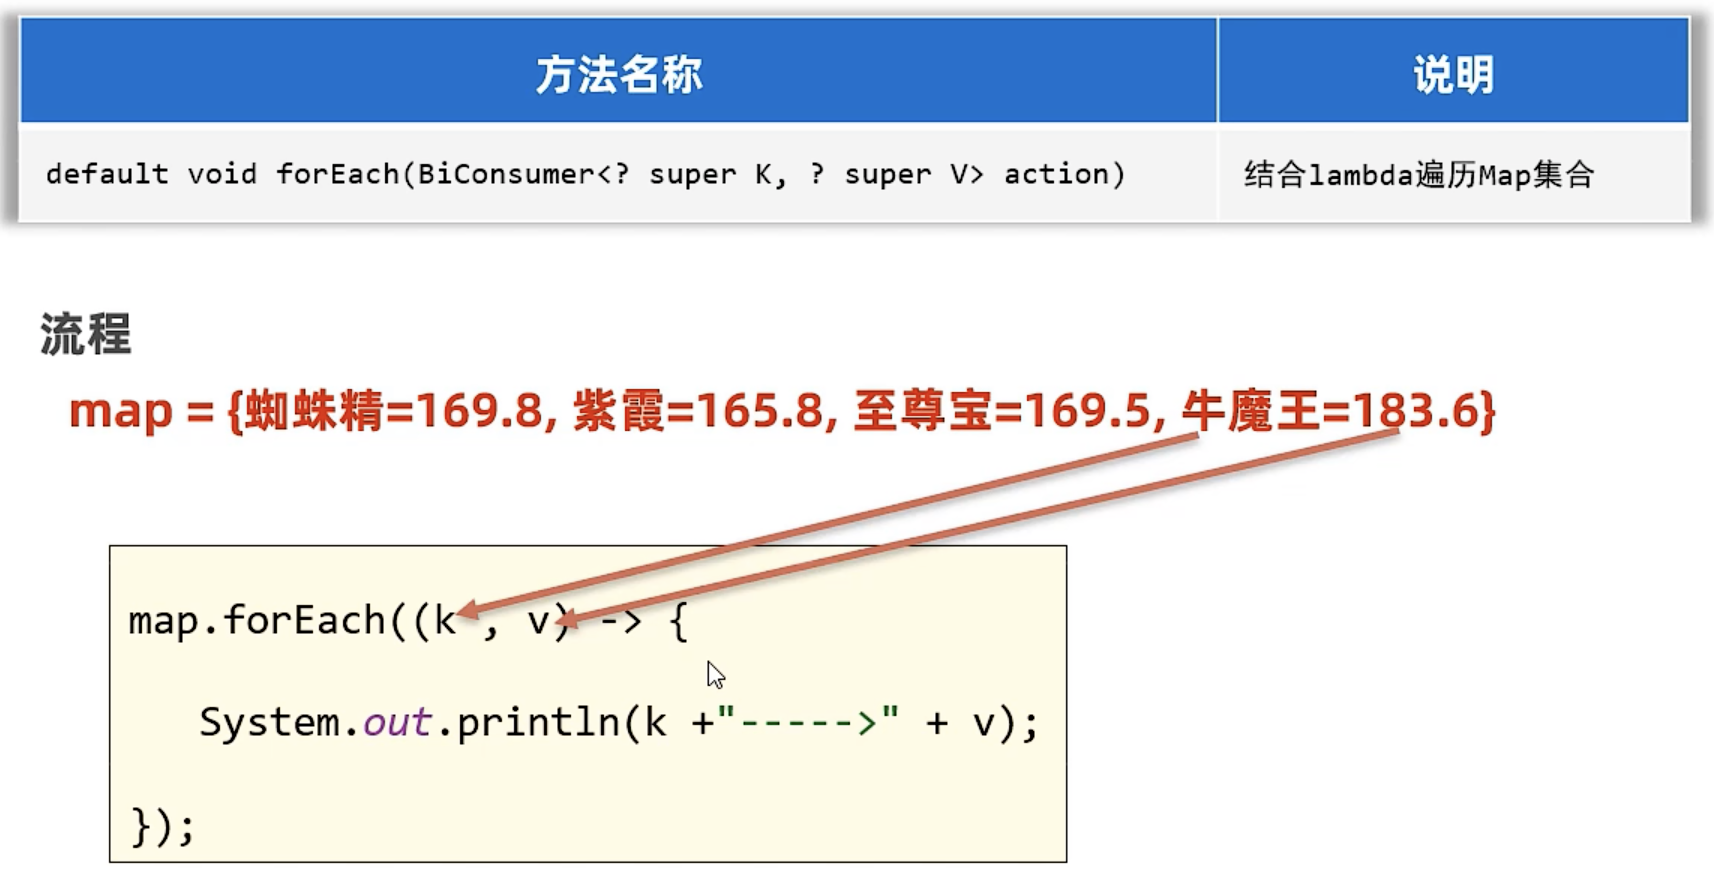 方法名称 说明
default void forEach(BiConsumer<? super K, ? super V> action) 结合lambda遍历Map集合
流程
map = {蜘蛛精=169.8, 紫霞=165.8, 至尊宝=169.5, 牛魔王=183.6}
map.forEach((k , v) -> {
System.out.println(k +"----->" + v);
});